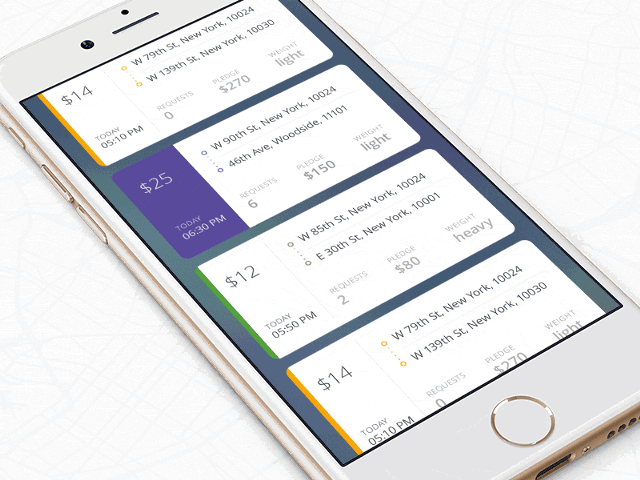 $14
TODAY
05:10 PM
W 79th St, New York, 10024
W 139th St, New York, 10030
REQUESTS
0
PLEDGE
$270
WEIGHT
light
$25
TODAY
06:30 PM
W 90th St, New York, 10024
46th Ave, Woodside, 11101
REQUESTS
6
PLEDGE
$150
WEIGHT
light
$12
TODAY
05:50 PM
W 85th St, New York, 10024
E 30th St, New York, 10001
REQUESTS
2
PLEDGE
$80
WEIGHT
heavy
$14
TODAY
05:10 PM
W 79th St, New York, 10024
W 139th St, New York, 10030
REQUESTS
0
PLEDGE
$270
WEIGHT
light